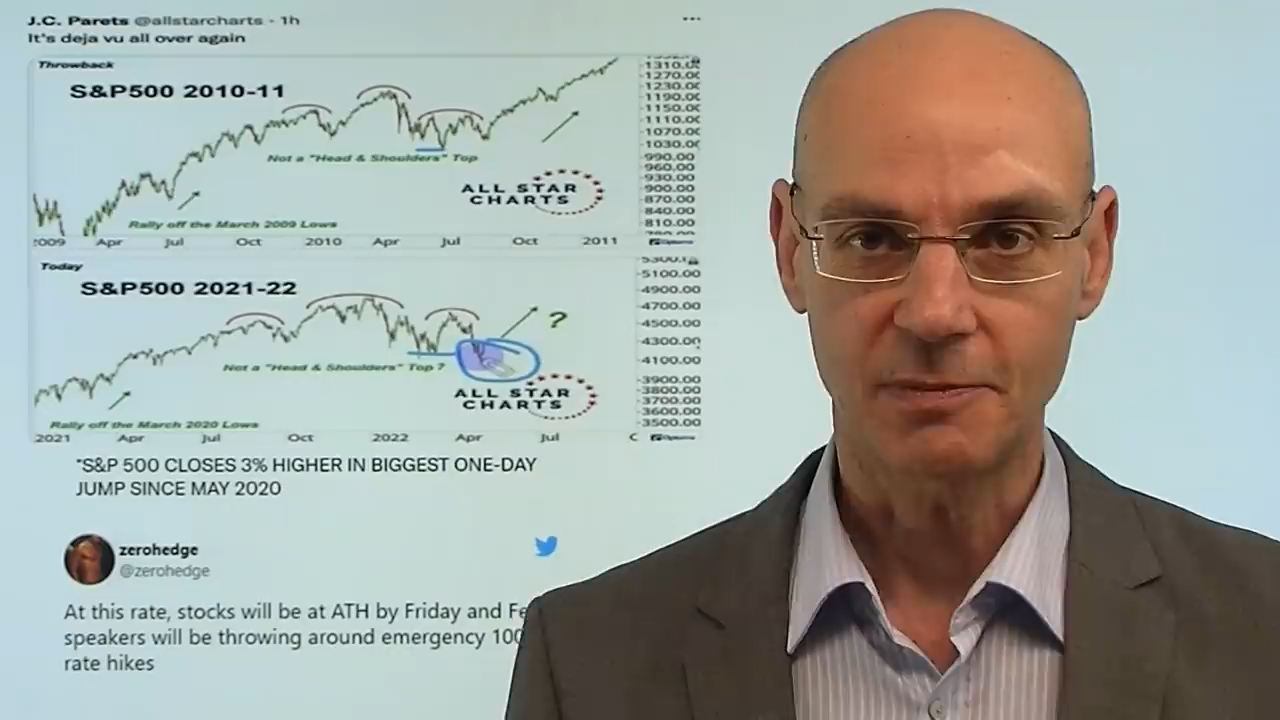 J.C. Parets @allstarcharts - 1h
It's deja vu all over again
Throwback
S&P500 2010-11
Not a "Head & Shoulders" Top
ALL STAR
CHARTS
Rally off the March 2009 Lows
1310.00
1270.00
1230.00
1190.00
1150.00
1110.00
1070.00
1030.00
990.00
960.00
930.00
900.00
870.00
840.00
810.00
2009 Apr Jul Oct 2010 Apr Jul Oct 2011
Today
S&P500 2021-22
?
Not a "Head & Shoulders" Top ?
ALL STAR
CHARTS
Rally off the March 2020 Lows
5300.00
5100.00
4900.00
4700.00
4500.00
4300.00
4100.00
3900.00
3800.00
3700.00
3600.00
3500.00
2021 Apr Jul Oct 2022 Apr Jul
"S&P 500 CLOSES 3% HIGHER IN BIGGEST ONE-DAY
JUMP SINCE MAY 2020
zerohedge
@zerohedge
At this rate, stocks will be at ATH by Friday and Fe
speakers will be throwing around emergency 100
rate hikes